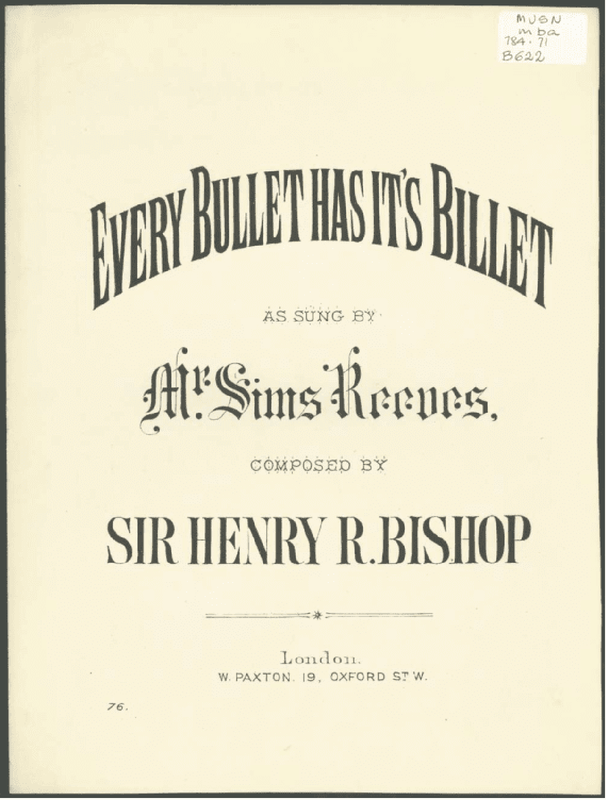 MUSN
mba
784.71
B622
EVERY BULLET HAS IT'S BILLET
AS SUNG BY
Mr. Sims Reeves,
COMPOSED BY
SIR HENRY R. BISHOP
London.
W. PAXTON. 19, OXFORD ST. W.
76.